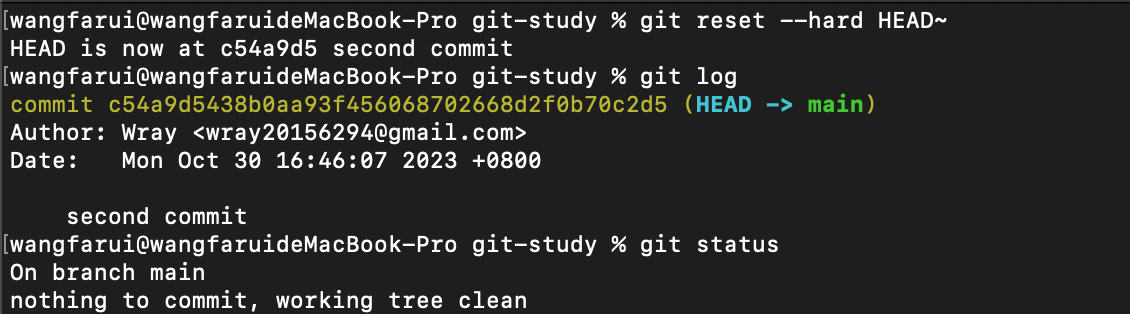 [wangfarui@wangfaruideMacBook-Pro git-study % git reset --hard HEAD~
HEAD is now at c54a9d5 second commit
[wangfarui@wangfaruideMacBook-Pro git-study % git log
commit c54a9d5438b0aa93f456068702668d2f0b70c2d5 (HEAD -> main)
Author: Wray <wray20156294@gmail.com>
Date:   Mon Oct 30 16:46:07 2023 +0800

    second commit
[wangfarui@wangfaruideMacBook-Pro git-study % git status
On branch main
nothing to commit, working tree clean